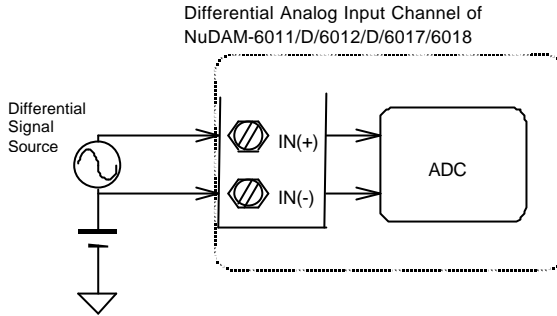 Differential Analog Input Channel of
NuDAM-6011/D/6012/D/6017/6018
Differential
Signal
Source
IN(+)
ADC
IN(-)